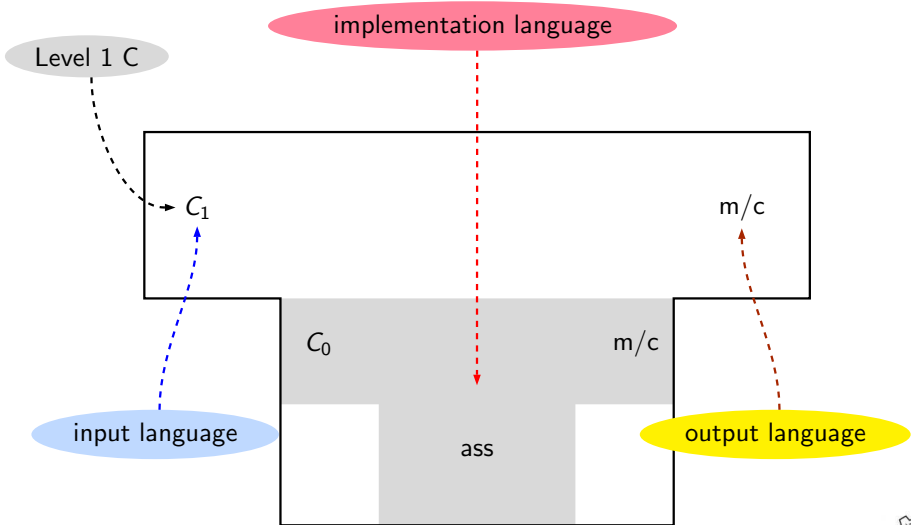 implementation language
Level 1 C
C₁
m/c
C₀
m/c
input language
output language
ass